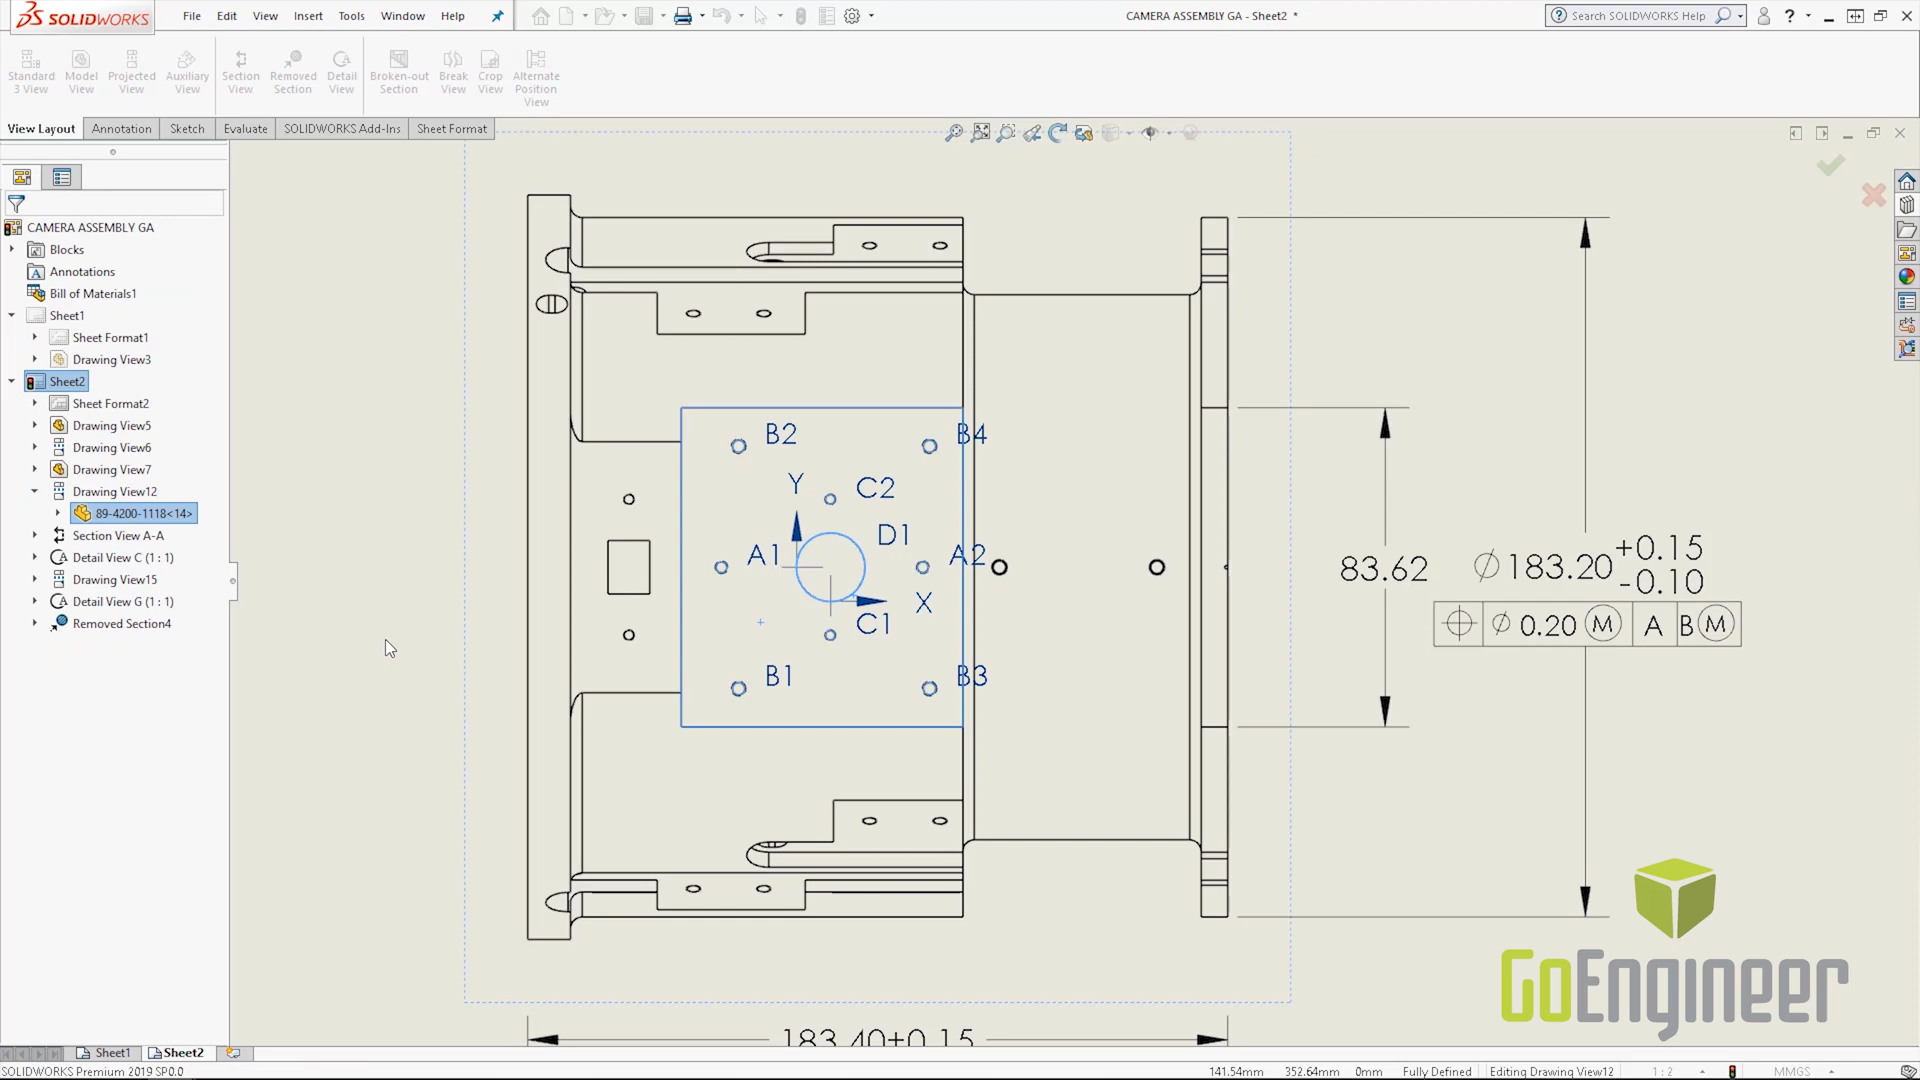 SOLIDWORKS
File Edit View Insert Tools Window Help
CAMERA ASSEMBLY GA - Sheet2 *
Search SOLIDWORKS Help
Standard 3 View
Model View
Projected View
Auxiliary View
Section View
Removed Section
Detail View
Broken-out Section
Break View
Crop View
Alternate Position View
View Layout Annotation Sketch Evaluate SOLIDWORKS Add-Ins Sheet Format
CAMERA ASSEMBLY GA
Blocks
Annotations
Bill of Materials1
Sheet1
Sheet Format1
Drawing View3
Sheet2
Sheet Format2
Drawing View5
Drawing View6
Drawing View7
Drawing View12
89-4200-1118<14>
Section View A-A
Detail View C (1 : 1)
Drawing View15
Detail View G (1 : 1)
Removed Section4
B2 B4
Y C2
D1
A1 A2
X
C1
B1 B3
83.62
∅183.20 +0.15 -0.10
∅ 0.20 Ⓜ A B Ⓜ
183.40±0.15
GoEngineer
Sheet1 Sheet2
SOLIDWORKS Premium 2019 SP0.0
141.54mm 352.64mm 0mm Fully Defined Editing Drawing View12 1 : 2 MMGS